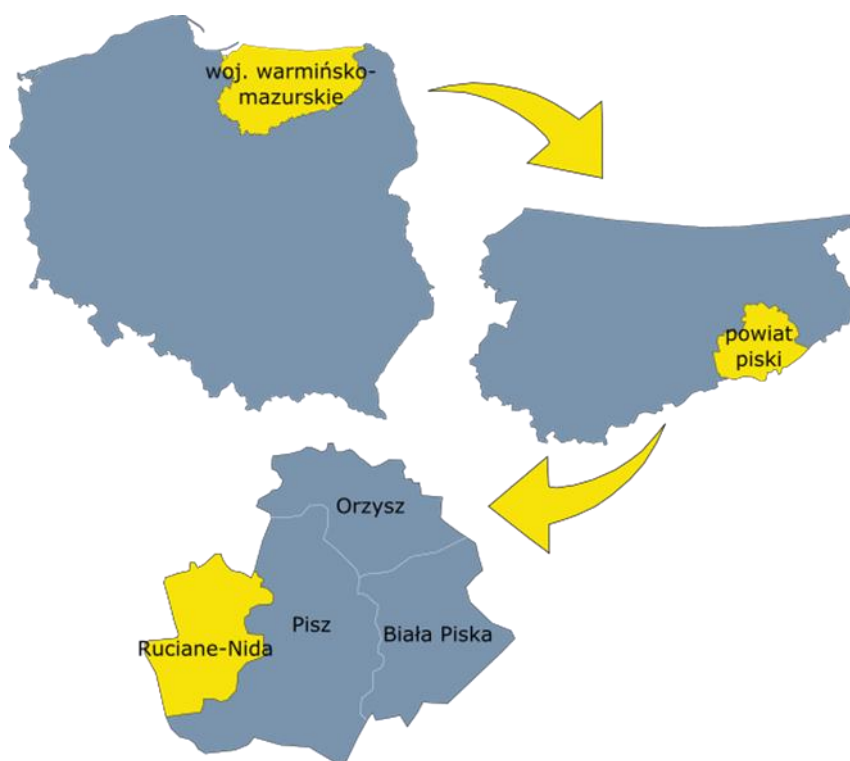 woj. warmińsko-
mazurskie
powiat
piski
Orzysz
Pisz
Biała Piska
Ruciane-Nida